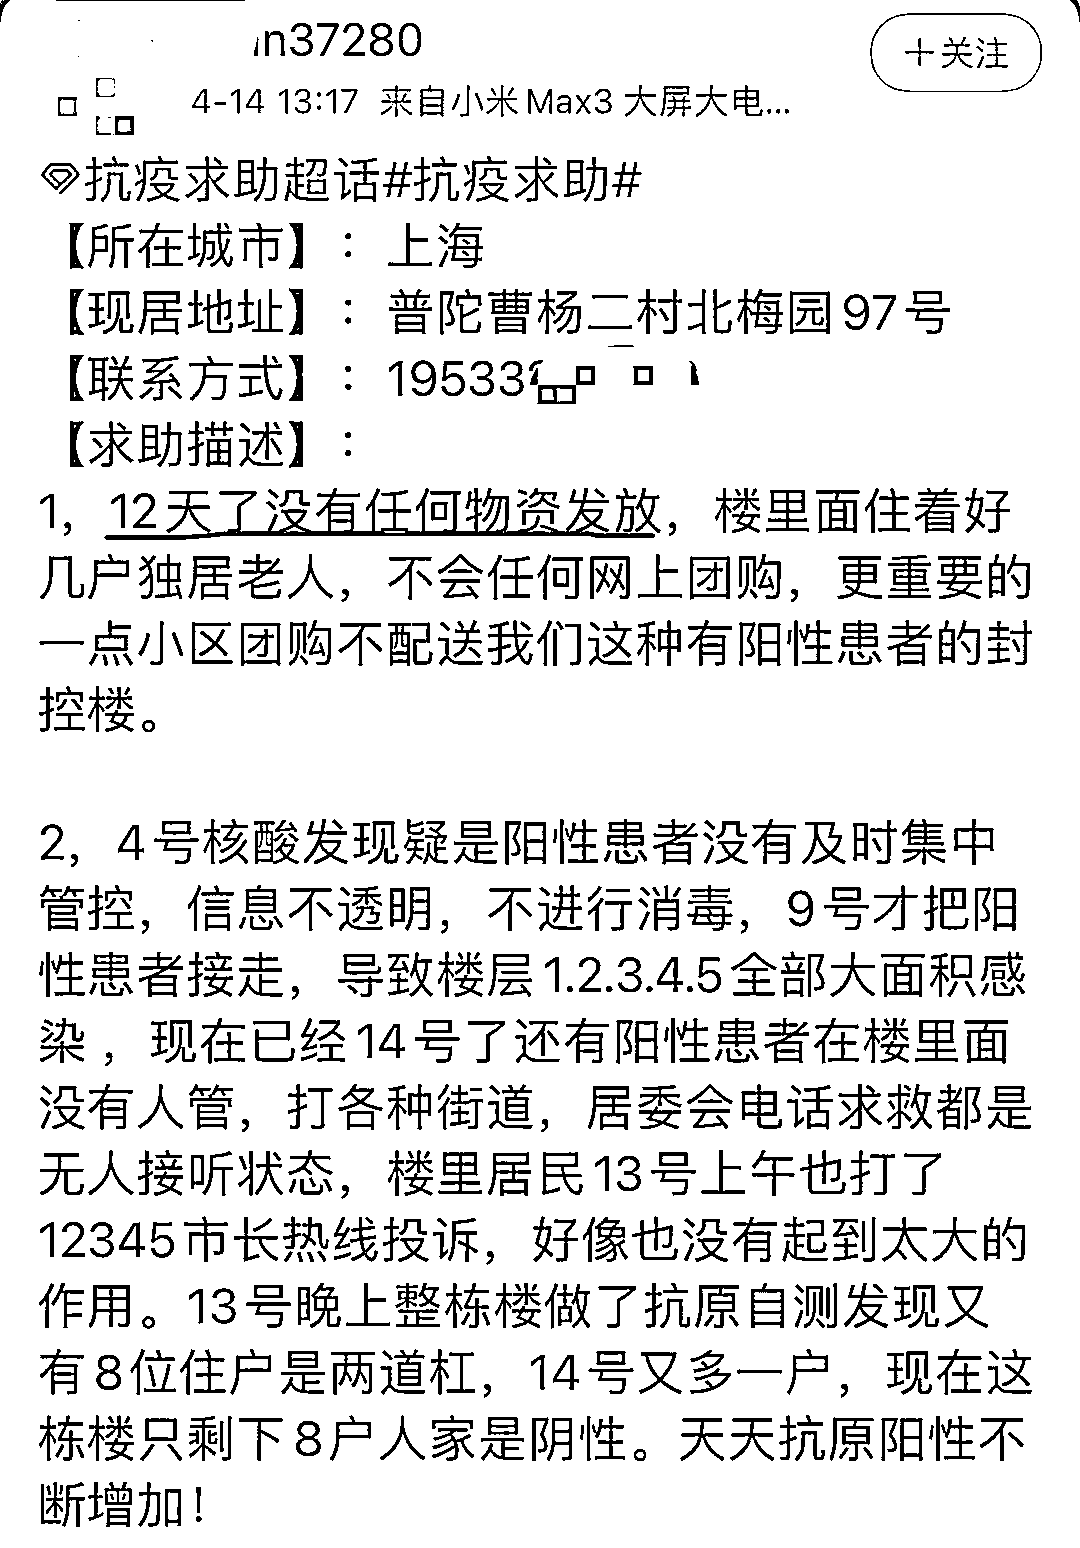 n37280
+关注
4-14 13:17 来自小米Max3 大屏大电...
抗疫求助超话#抗疫求助#
【所在城市】：上海
【现居地址】：普陀曹杨二村北梅园97号
【联系方式】：19533
【求助描述】：
1，12天了没有任何物资发放，楼里面住着好
几户独居老人，不会任何网上团购，更重要的
一点小区团购不配送我们这种有阳性患者的封
控楼。
2，4号核酸发现疑是阳性患者没有及时集中
管控，信息不透明，不进行消毒，9号才把阳
性患者接走，导致楼层1.2.3.4.5全部大面积感
染，现在已经14号了还有阳性患者在楼里面
没有人管，打各种街道，居委会电话求救都是
无人接听状态，楼里居民13号上午也打了
12345市长热线投诉，好像也没有起到太大的
作用。13号晚上整栋楼做了抗原自测发现又
有8位住户是两道杠，14号又多一户，现在这
栋楼只剩下8户人家是阴性。天天抗原阳性不
断增加！